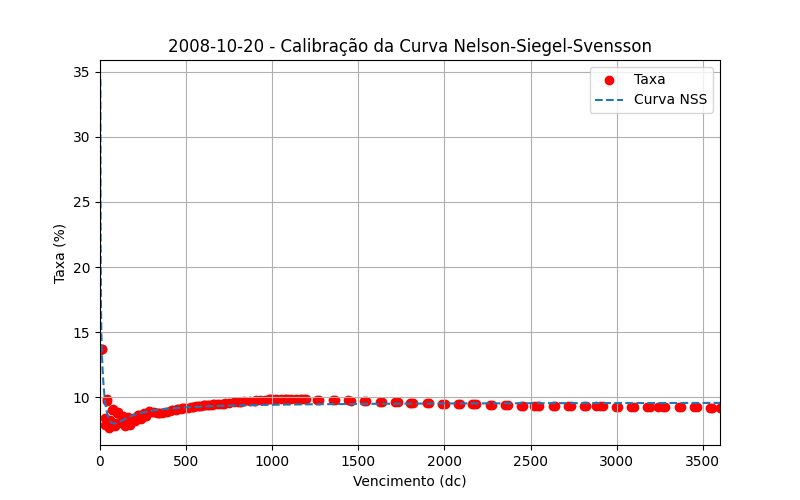 2008-10-20 - Calibração da Curva Nelson-Siegel-Svensson
Taxa
Curva NSS
Taxa (%)
35
30
25
20
15
10
0 500 1000 1500 2000 2500 3000 3500
Vencimento (dc)